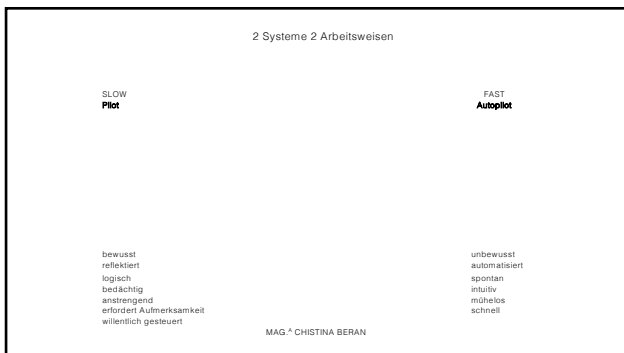 2 Systeme 2 Arbeitsweisen
SLOW
Pilot
FAST
Autopilot
bewusst
reflektiert
logisch
bedächtig
anstrengend
erfordert Aufmerksamkeit
willentlich gesteuert
unbewusst
automatisiert
spontan
intuitiv
mühelos
schnell
MAG.ᴬ CHISTINA BERAN